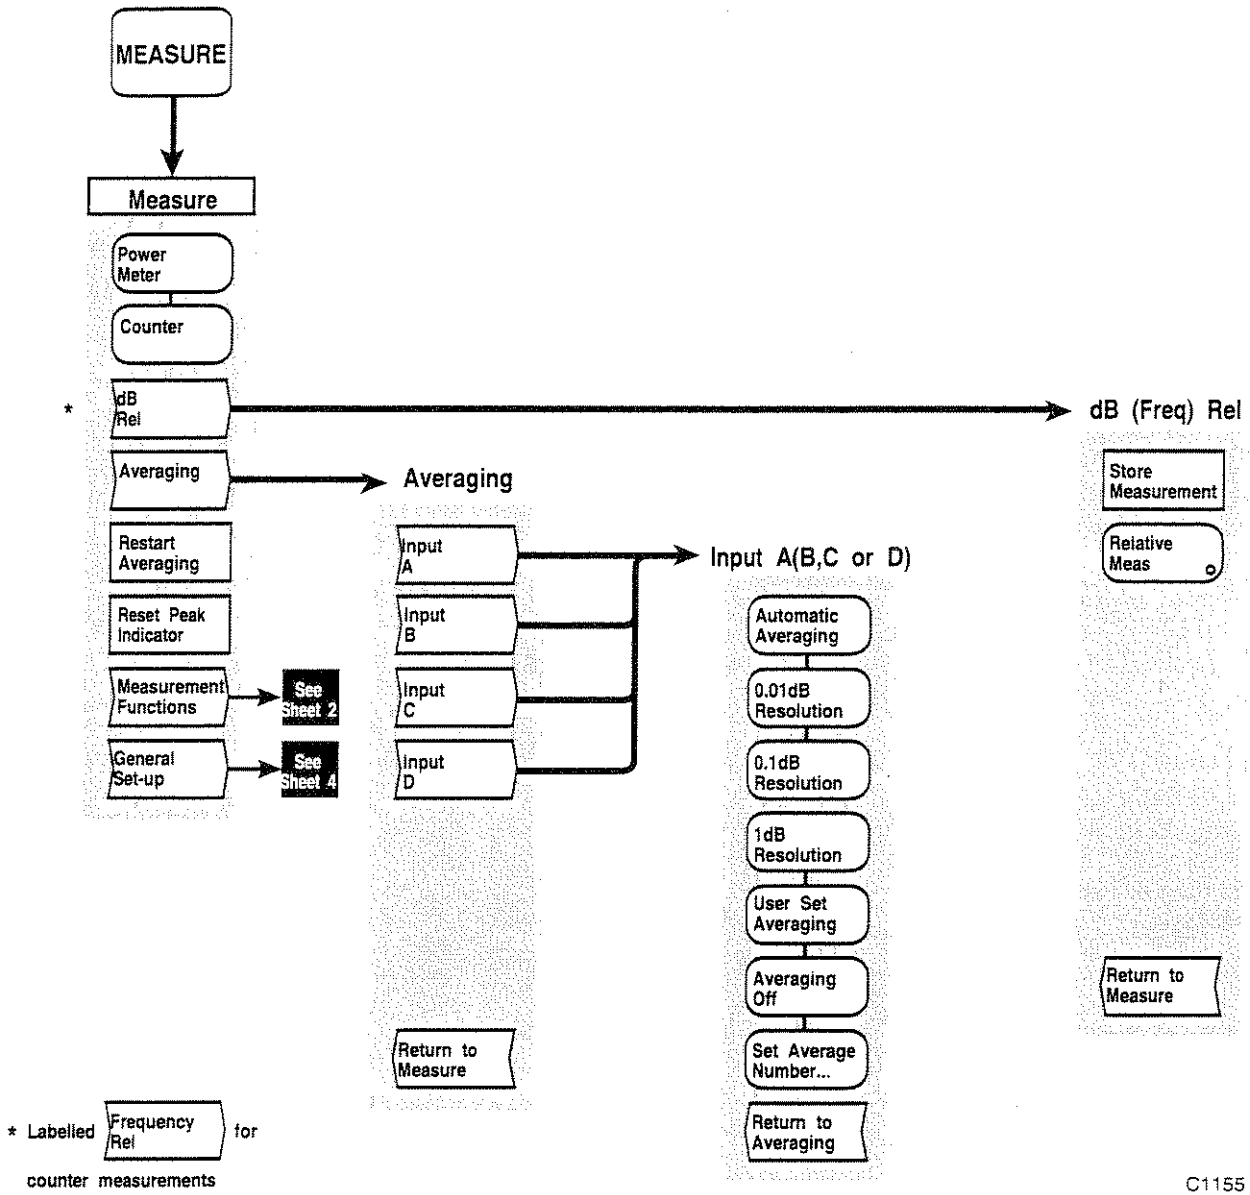 MEASURE
Measure
Power
Meter
Counter
*
dB
Rel
Averaging
Restart
Averaging
Reset Peak
Indicator
Measurement
Functions
See
Sheet 2
General
Set-up
See
Sheet 4
Averaging
Input
A
Input
B
Input
C
Input
D
Return to
Measure
Input A(B,C or D)
Automatic
Averaging
0.01dB
Resolution
0.1dB
Resolution
1dB
Resolution
User Set
Averaging
Averaging
Off
Set Average
Number...
Return to
Averaging
dB (Freq) Rel
Store
Measurement
Relative
Meas
Return to
Measure
* Labelled Frequency Rel for
counter measurements
C1155